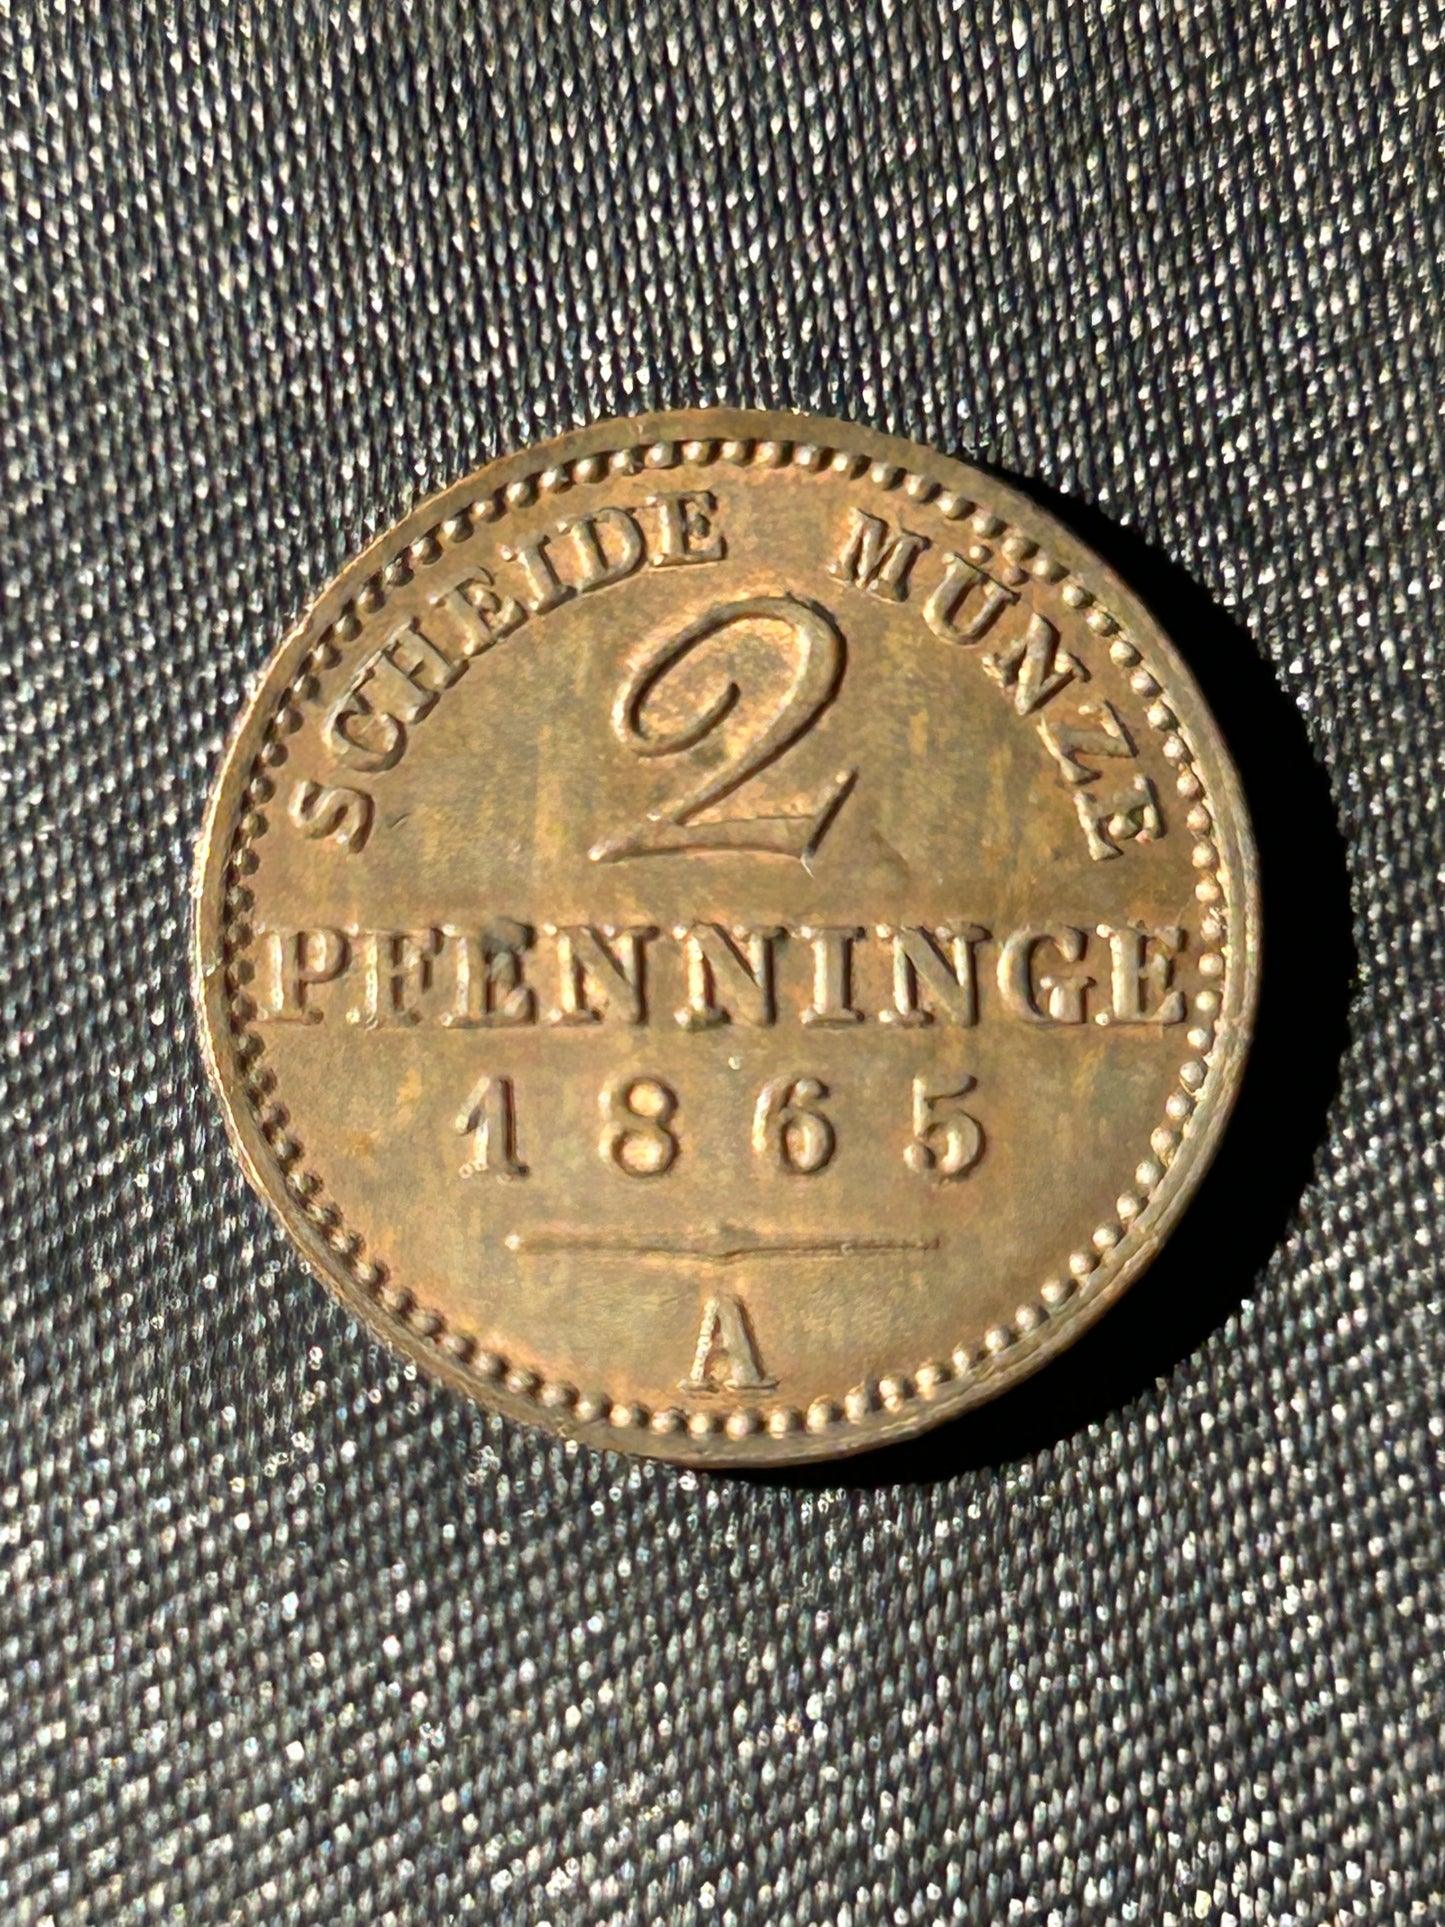 SCHEIDE MÜNZE
2
PFENNINGE
1865
A